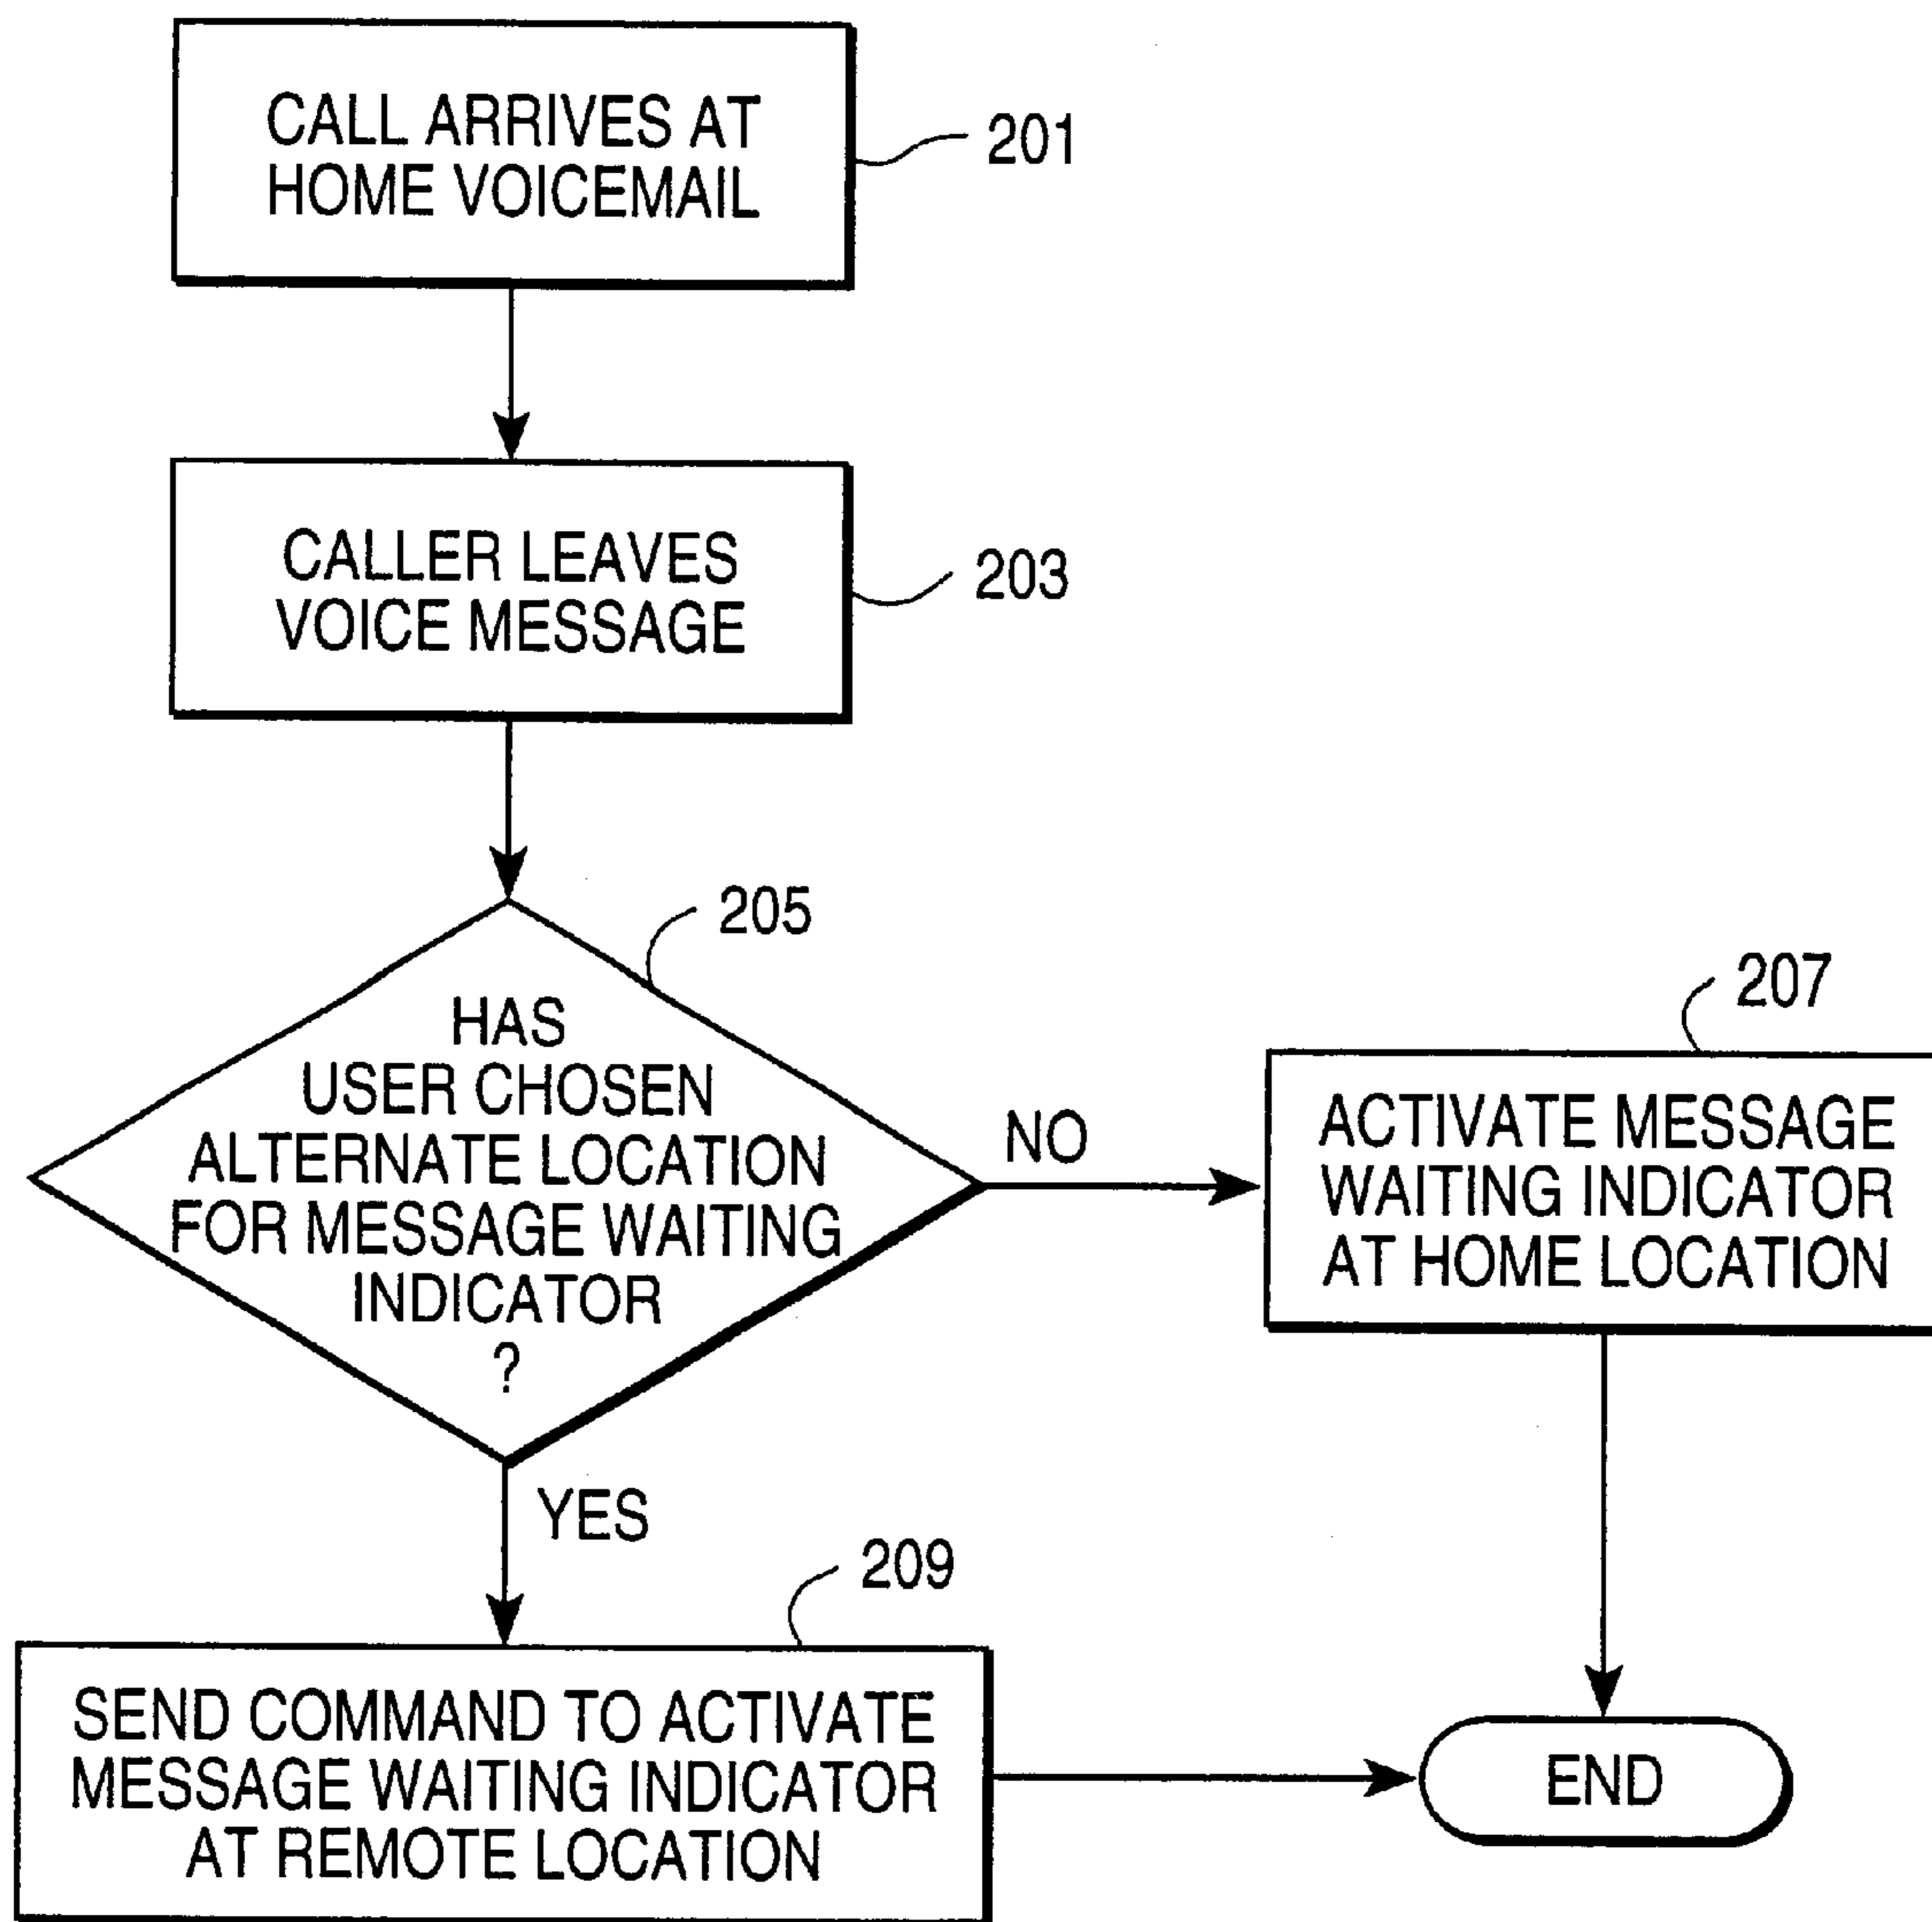 CALL ARRIVES AT
HOME VOICEMAIL
201
CALLER LEAVES
VOICE MESSAGE
203
205
HAS
USER CHOSEN
ALTERNATE LOCATION
FOR MESSAGE WAITING
INDICATOR
?
NO
207
ACTIVATE MESSAGE
WAITING INDICATOR
AT HOME LOCATION
YES
209
SEND COMMAND TO ACTIVATE
MESSAGE WAITING INDICATOR
AT REMOTE LOCATION
END